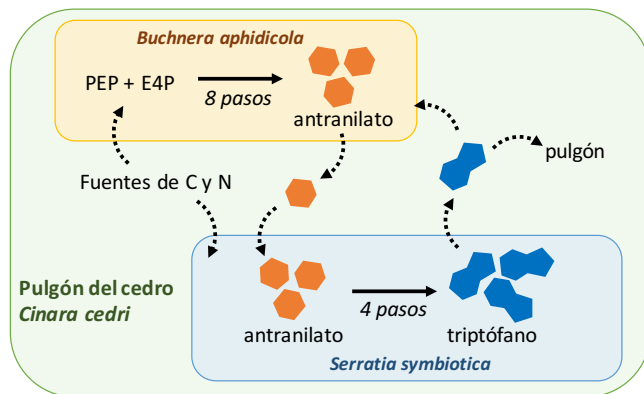 Buchnera aphidicola
PEP + E4P
8 pasos
antranilato
pulgón
Fuentes de C y N
Pulgón del cedro
Cinara cedri
antranilato
4 pasos
triptófano
Serratia symbiotica